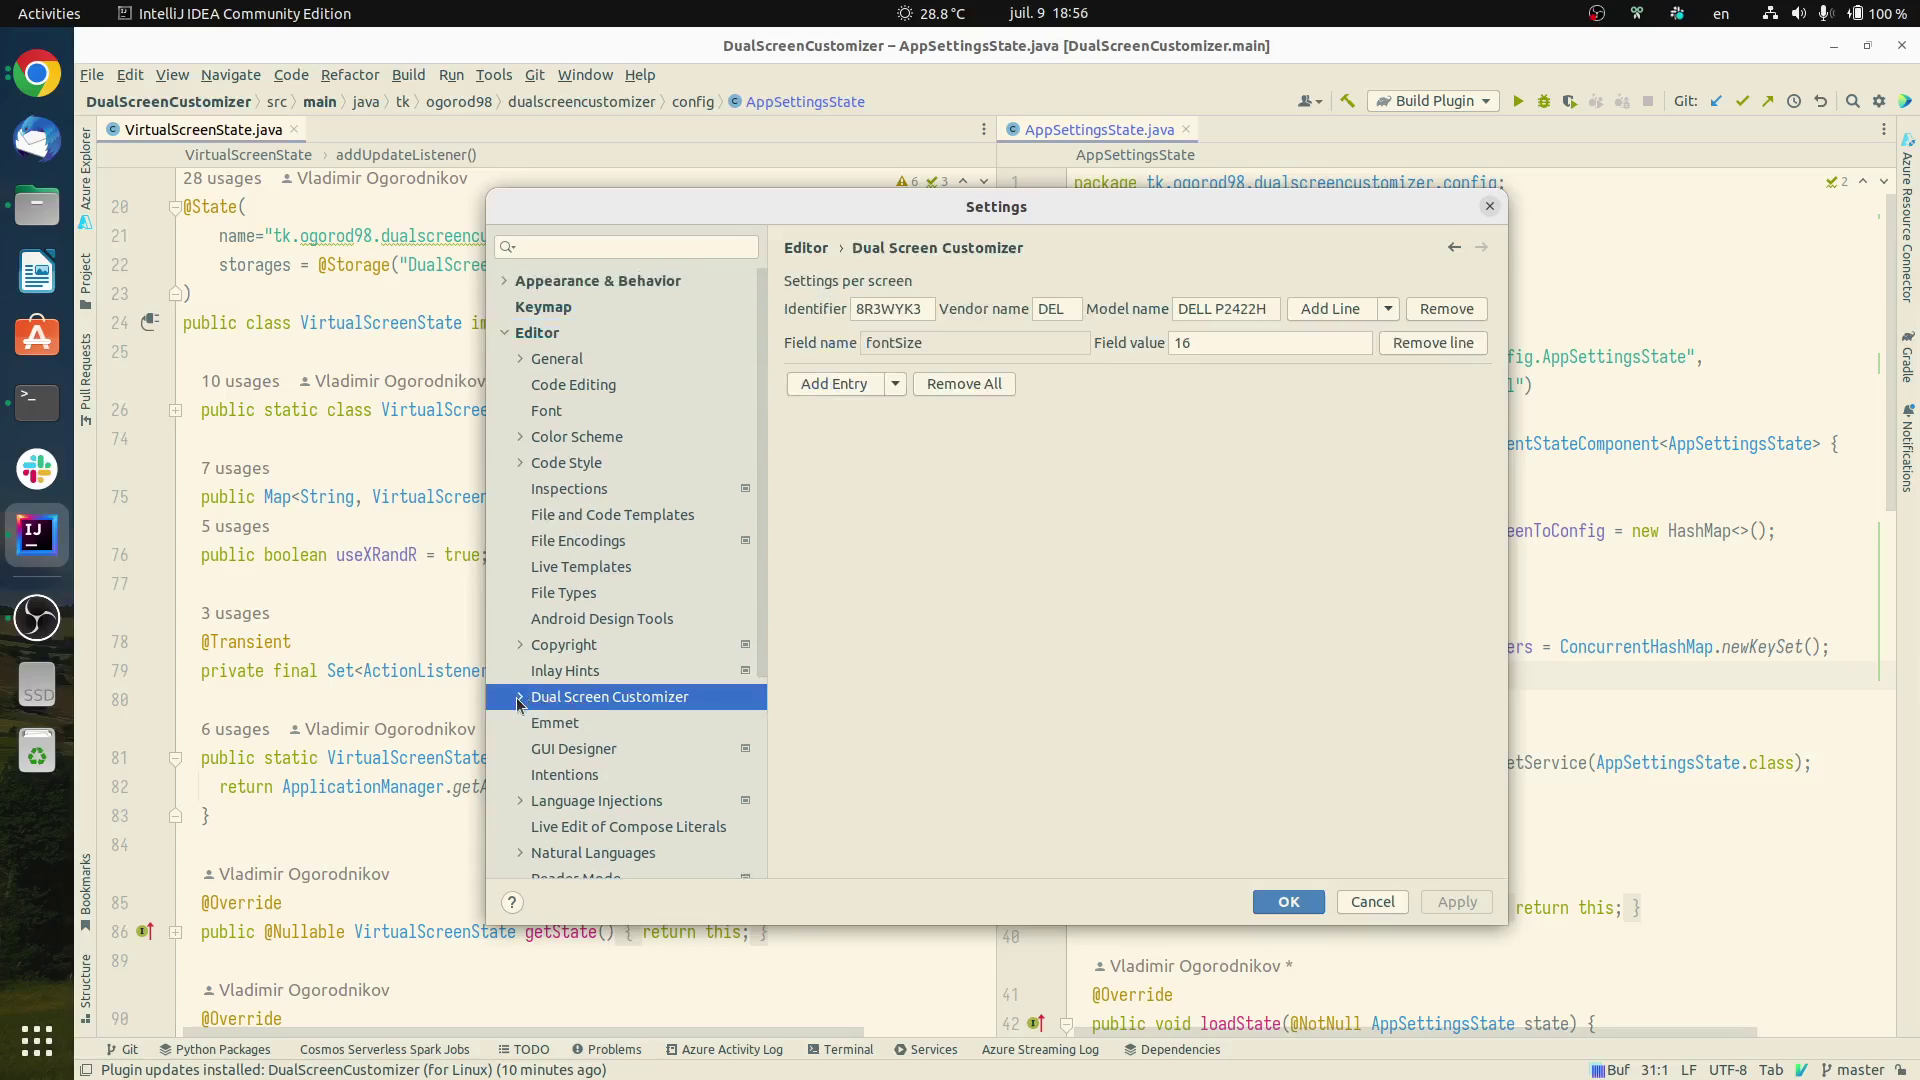 Activities
IntelliJ IDEA Community Edition
28.8 °C
juil. 9 18:56
en
100 %
DualScreenCustomizer – AppSettingsState.java [DualScreenCustomizer.main]
File Edit View Navigate Code Refactor Build Run Tools Git Window Help
DualScreenCustomizer src main java tk ogorod98 dualscreencustomizer config AppSettingsState
Build Plugin
Git:
VirtualScreenState.java
AppSettingsState.java
VirtualScreenState addUpdateListener()
AppSettingsState
Azure Explorer
Project
Pull Requests
Bookmarks
Structure
28 usages Vladimir Ogorodnikov
6 3
20 @State(
21 name="tk.ogorod98.dualscreencu
22 storages = @Storage("DualScree
23 )
24 public class VirtualScreenState im
25
10 usages Vladimir Ogorodnikov
26 public static class VirtualScree
74
7 usages
75 public Map<String, VirtualScreen
5 usages
76 public boolean useXRandR = true;
77
3 usages
78 @Transient
79 private final Set<ActionListener
80
6 usages Vladimir Ogorodnikov
81 public static VirtualScreenState
82 return ApplicationManager.getA
83 }
84
Vladimir Ogorodnikov
85 @Override
86 public @Nullable VirtualScreenState getState() { return this; }
89
Vladimir Ogorodnikov
90 @Override
Settings
Appearance & Behavior
Keymap
Editor
General
Code Editing
Font
Color Scheme
Code Style
Inspections
File and Code Templates
File Encodings
Live Templates
File Types
Android Design Tools
Copyright
Inlay Hints
Dual Screen Customizer
Emmet
GUI Designer
Intentions
Language Injections
Live Edit of Compose Literals
Natural Languages
Reader Mode
Editor › Dual Screen Customizer
Settings per screen
Identifier 8R3WYK3 Vendor name DEL Model name DELL P2422H Add Line Remove
Field name fontSize Field value 16 Remove line
Add Entry Remove All
?
OK Cancel Apply
1 package tk.ogorod98.dualscreencustomizer.config;
2
fig.AppSettingsState",
l")
entStateComponent<AppSettingsState> {
eenToConfig = new HashMap<>();
ers = ConcurrentHashMap.newKeySet();
etService(AppSettingsState.class);
return this; }
40
Vladimir Ogorodnikov *
41 @Override
42 public void loadState(@NotNull AppSettingsState state) {
Azure Resource Connector
Gradle
Notifications
SSD
Git Python Packages Cosmos Serverless Spark Jobs TODO Problems Azure Activity Log Terminal Services Azure Streaming Log Dependencies
Plugin updates installed: DualScreenCustomizer (for Linux) (10 minutes ago)
Buf 31:1 LF UTF-8 Tab master